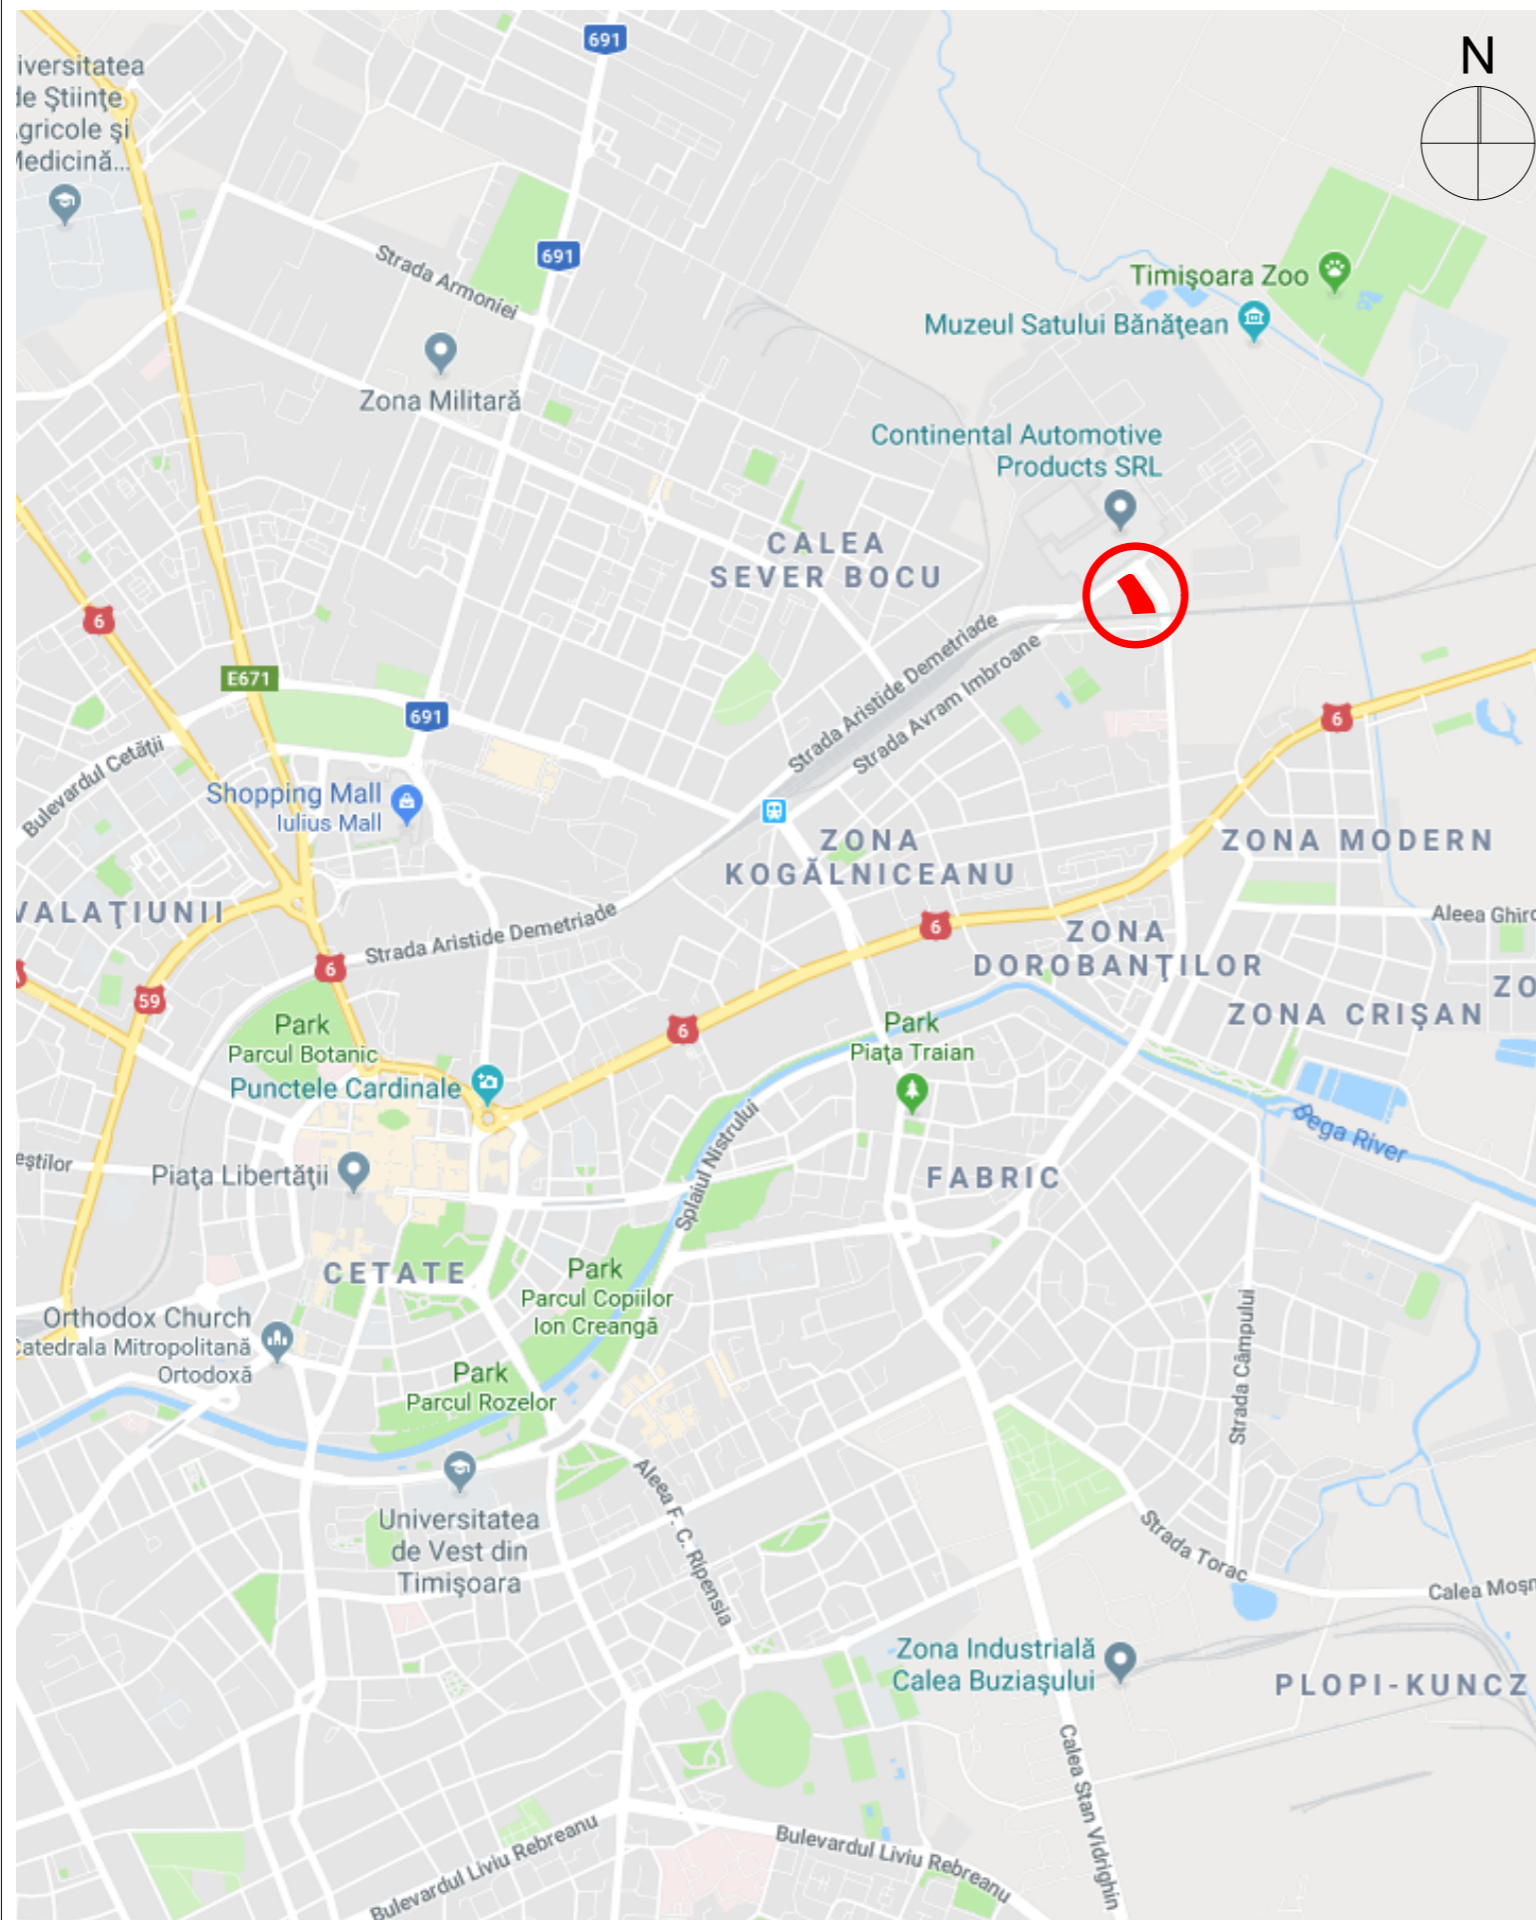 691
N
iversitatea
de Ştiinţe
gricole şi
Medicină...
691
Strada Armoniei
Timişoara Zoo
Muzeul Satului Bănăţean
Zona Militară
Continental Automotive
Products SRL
CALEA
SEVER BOCU
6
Strada Aristide Demetriade
Strada Avram Imbroane
E671
691
6
Bulevardul Cetăţii
Shopping Mall
Iulius Mall
ZONA
KOGĂLNICEANU
ZONA MODERN
VALAŢIUNII
Strada Aristide Demetriade
6
Aleea Ghiro
ZONA
DOROBANŢILOR
6
59
ZO
ZONA CRIŞAN
Park
Parcul Botanic
6
Park
Piaţa Traian
Punctele Cardinale
Bega River
eştilor
Piaţa Libertăţii
Splaiul Nistrului
FABRIC
CETATE
Park
Parcul Copiilor
Ion Creangă
Orthodox Church
Catedrala Mitropolitană
Ortodoxă
Strada Câmpului
Park
Parcul Rozelor
Universitatea
de Vest din
Timişoara
Aleea F. C. Ripensia
Strada Torac
Calea Moşn
Zona Industrială
Calea Buziaşului
PLOPI-KUNCZ
Calea Stan Vidrighin
Bulevardul Liviu Rebreanu
Bulevardul Liviu Rebreanu